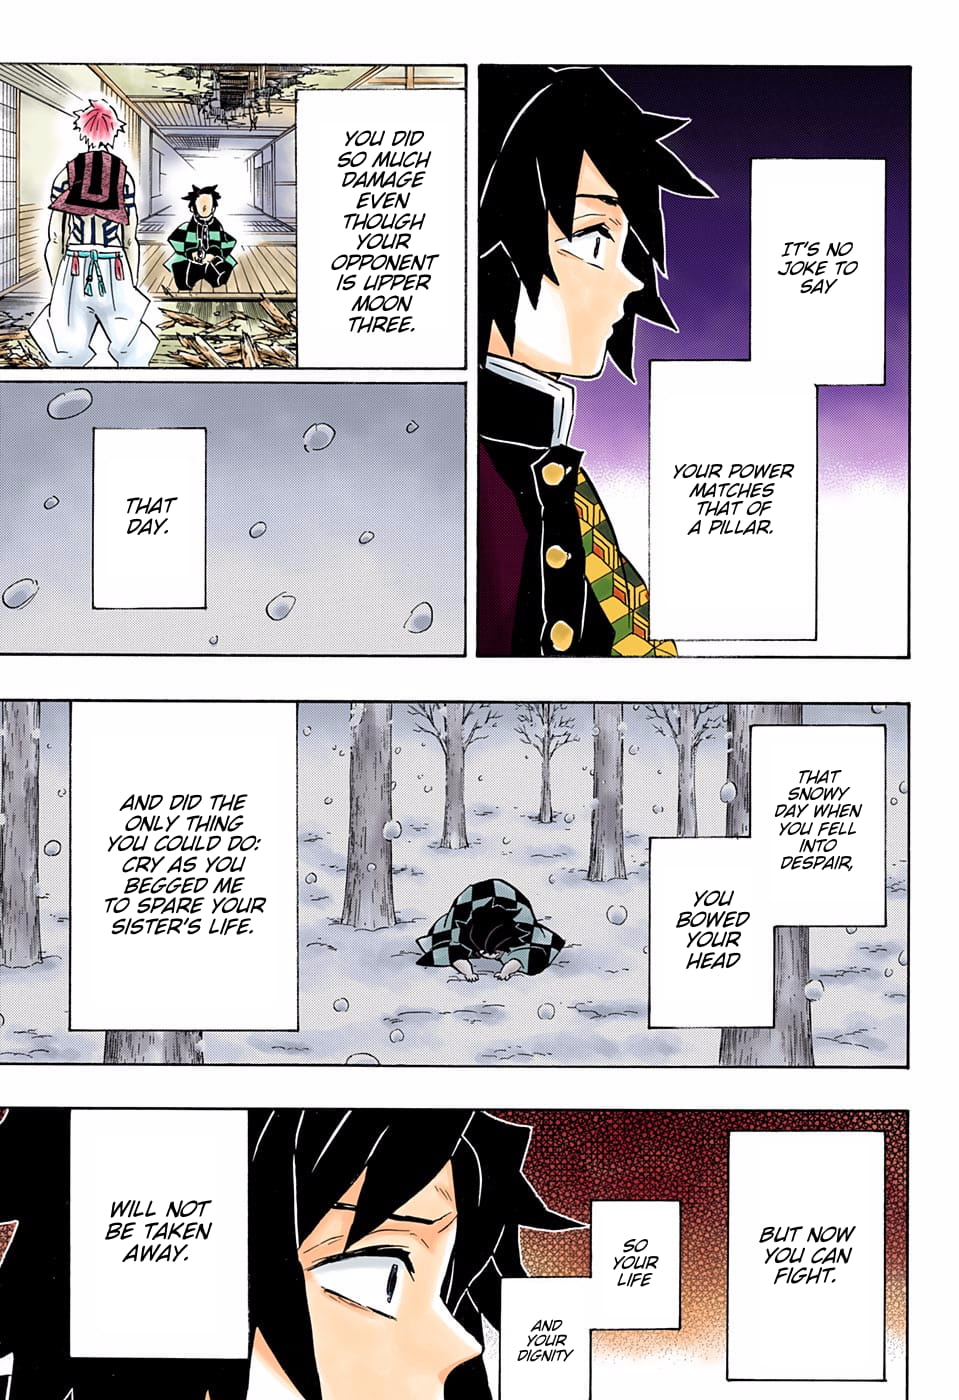 IT'S NO
JOKE TO
SAY
YOUR POWER
MATCHES
THAT OF
A PILLAR.
YOU DID
SO MUCH
DAMAGE
EVEN
THOUGH
YOUR
OPPONENT
IS UPPER
MOON
THREE.
THAT
DAY.
THAT
SNOWY
DAY WHEN
YOU FELL
INTO
DESPAIR,
YOU
BOWED
YOUR
HEAD
AND DID THE
ONLY THING
YOU COULD DO:
CRY AS YOU
BEGGED ME
TO SPARE YOUR
SISTER'S LIFE.
BUT NOW
YOU CAN
FIGHT.
SO
YOUR
LIFE
AND
YOUR
DIGNITY
WILL NOT
BE TAKEN
AWAY.